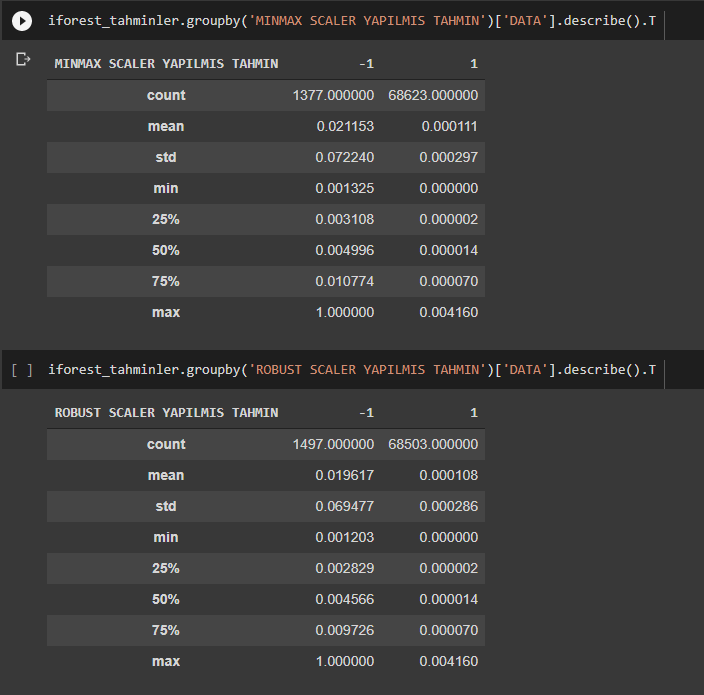 iforest_tahminler.groupby('MINMAX SCALER YAPILMIS TAHMIN')['DATA'].describe().T
MINMAX SCALER YAPILMIS TAHMIN -1 1
count 1377.000000 68623.000000
mean 0.021153 0.000111
std 0.072240 0.000297
min 0.001325 0.000000
25% 0.003108 0.000002
50% 0.004996 0.000014
75% 0.010774 0.000070
max 1.000000 0.004160
[ ] iforest_tahminler.groupby('ROBUST SCALER YAPILMIS TAHMIN')['DATA'].describe().T
ROBUST SCALER YAPILMIS TAHMIN -1 1
count 1497.000000 68503.000000
mean 0.019617 0.000108
std 0.069477 0.000286
min 0.001203 0.000000
25% 0.002829 0.000002
50% 0.004566 0.000014
75% 0.009726 0.000070
max 1.000000 0.004160